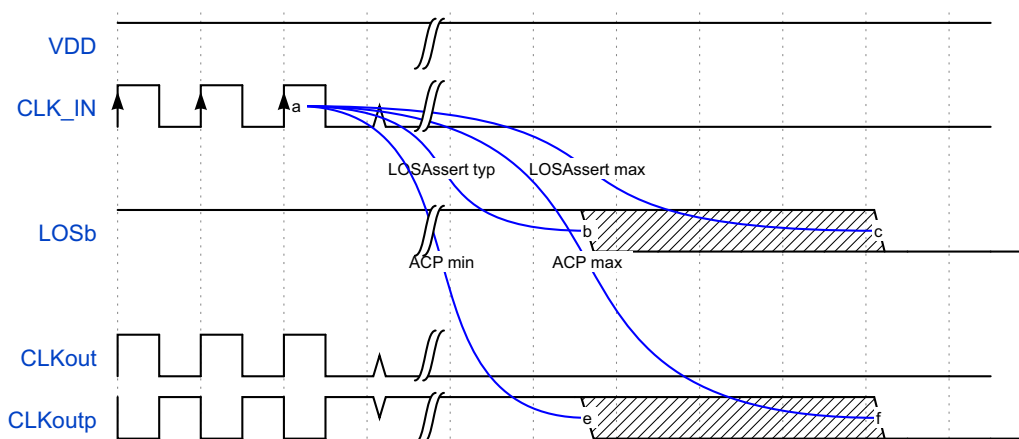 VDD
CLK_IN
a
LOSAssert typ
LOSAssert max
LOSb
b
c
ACP min
ACP max
CLKout
CLKoutp
e
f